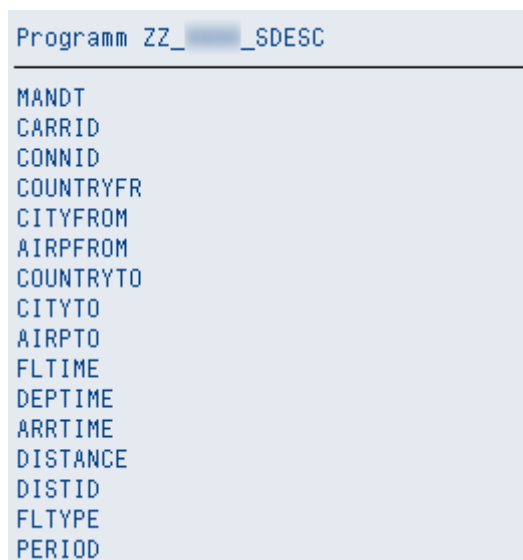 Programm ZZ_ _SDESC
MANDT
CARRID
CONNID
COUNTRYFR
CITYFROM
AIRPFROM
COUNTRYTO
CITYTO
AIRPTO
FLTIME
DEPTIME
ARRTIME
DISTANCE
DISTID
FLTYPE
PERIOD